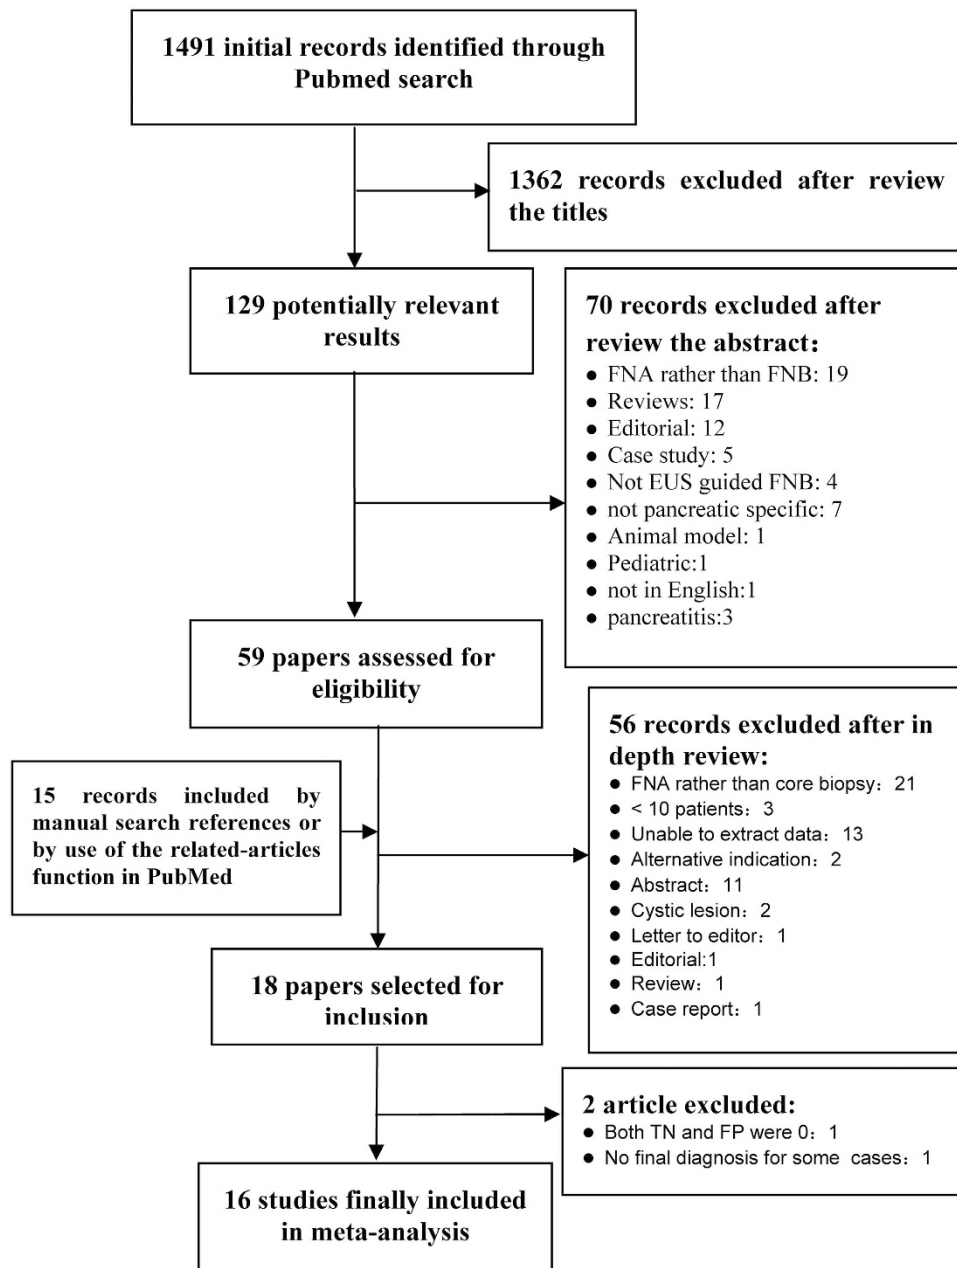 1491 initial records identified through
Pubmed search
1362 records excluded after review
the titles
129 potentially relevant
results
70 records excluded after
review the abstract：
● FNA rather than FNB: 19
● Reviews: 17
● Editorial: 12
● Case study: 5
● Not EUS guided FNB: 4
● not pancreatic specific: 7
● Animal model: 1
● Pediatric:1
● not in English:1
● pancreatitis:3
59 papers assessed for
eligibility
15 records included by
manual search references or
by use of the related-articles
function in PubMed
56 records excluded after in
depth review:
● FNA rather than core biopsy：21
● < 10 patients：3
● Unable to extract data：13
● Alternative indication：2
● Abstract：11
● Cystic lesion：2
● Letter to editor：1
● Editorial:1
● Review：1
● Case report：1
18 papers selected for
inclusion
2 article excluded:
● Both TN and FP were 0：1
● No final diagnosis for some cases：1
16 studies finally included
in meta-analysis